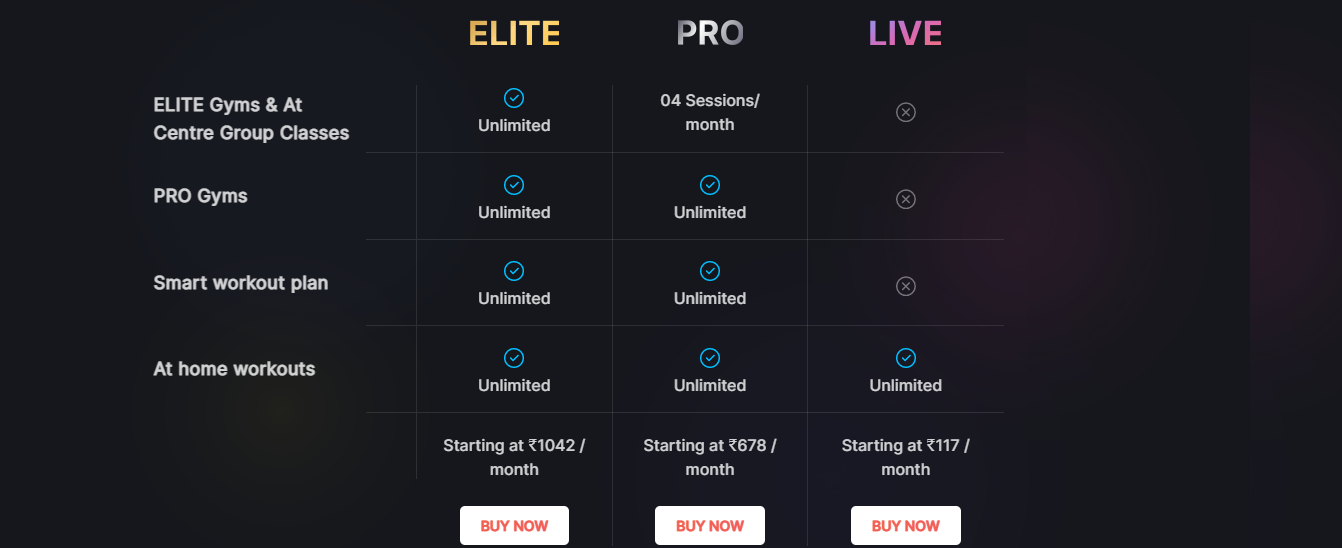 ELITE PRO LIVE
ELITE Gyms & At
Centre Group Classes
Unlimited
04 Sessions/
month
PRO Gyms
Unlimited
Unlimited
Smart workout plan
Unlimited
Unlimited
At home workouts
Unlimited
Unlimited
Unlimited
Starting at ₹1042 /
month
Starting at ₹678 /
month
Starting at ₹117 /
month
BUY NOW
BUY NOW
BUY NOW